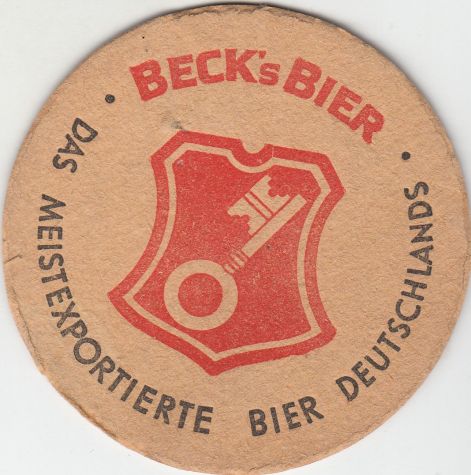 BECK's BIER
• DAS MEISTEXPORTIERTE BIER DEUTSCHLANDS •